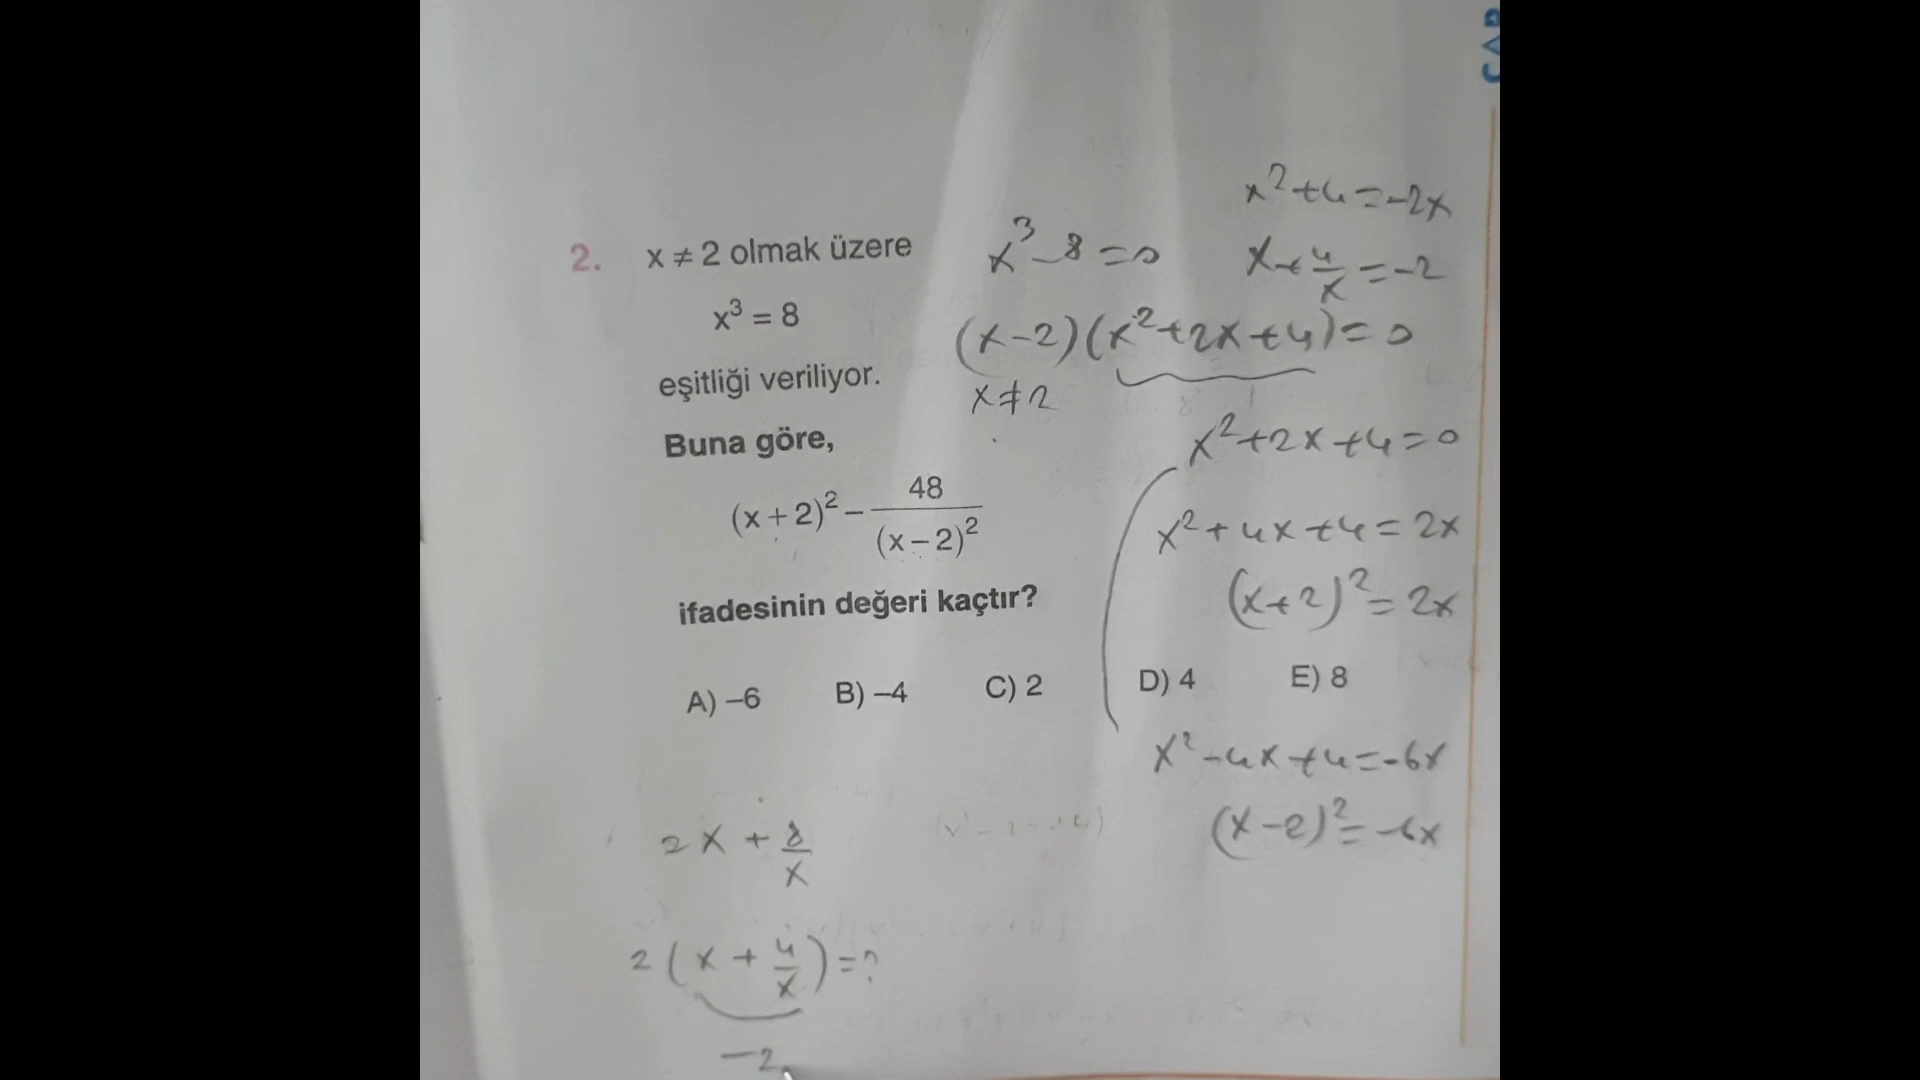 CAP
2. x ≠ 2 olmak üzere
x³ = 8
eşitliği veriliyor.
Buna göre,
(x + 2)² – 48/(x – 2)²
ifadesinin değeri kaçtır?
A) –6 B) –4 C) 2 D) 4 E) 8
x³ – 8 = 0
(x – 2)(x² + 2x + 4) = 0
x ≠ 2
x² + 4 = –2x
x + 4/x = –2
x² + 2x + 4 = 0
x² + 4x + 4 = 2x
(x + 2)² = 2x
x² – 4x + 4 = –6x
(x – 2)² = –6x
2x + 8/x
2(x + 4/x) = ?
–2